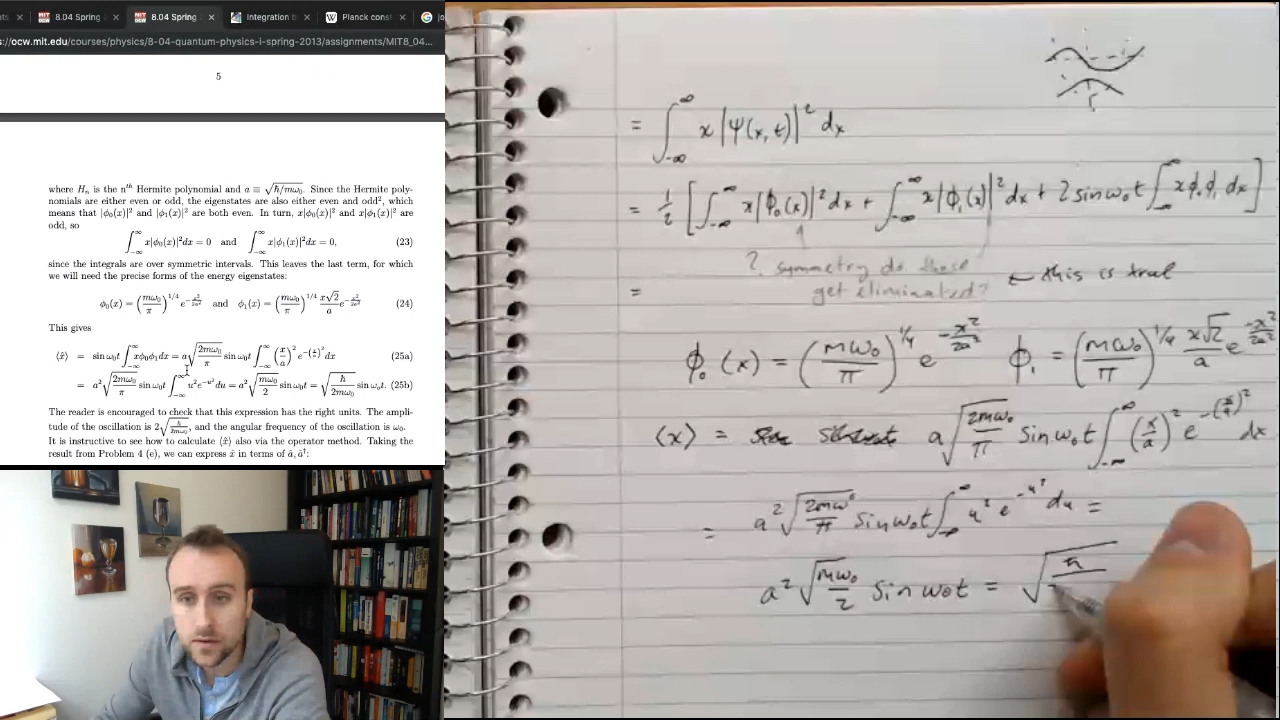 8.04 Spring
8.04 Spring
Integration
Planck cons
s://ocw.mit.edu/courses/physics/8-04-quantum-physics-i-spring-2013/assignments/MIT8_04...
5
where Hₙ is the nᵗʰ Hermite polynomial and a ≡ √(ℏ/mω₀). Since the Hermite poly-
nomials are either even or odd, the eigenstates are also either even and odd², which
means that |ϕ₀(x)|² and |ϕ₁(x)|² are both even. In turn, x|ϕ₀(x)|² and x|ϕ₁(x)|² are
odd, so
∫_{-∞}^{∞} x|ϕ₀(x)|²dx = 0 and ∫_{-∞}^{∞} x|ϕ₁(x)|²dx = 0, (23)
since the integrals are over symmetric intervals. This leaves the last term, for which
we will need the precise forms of the energy eigenstates:
ϕ₀(x) = (mω₀/π)^{1/4} e^{-x²/2a²} and ϕ₁(x) = (mω₀/π)^{1/4} (x√2/a) e^{-x²/2a²} (24)
This gives
⟨x̂⟩ = sin ω₀t ∫_{-∞}^{∞} xϕ₀ϕ₁dx = a√(2mω₀/π) sin ω₀t ∫_{-∞}^{∞} (x/a)² e^{-(x/a)²} dx (25a)
= a²√(2mω₀/π) sin ω₀t ∫_{-∞}^{∞} u²e^{-u²}du = a²√(mω₀/2) sin ω₀t = √(ℏ/2mω₀) sin ω₀t. (25b)
The reader is encouraged to check that this expression has the right units. The ampli-
tude of the oscillation is 2√(ℏ/2mω₀), and the angular frequency of the oscillation is ω₀.
It is instructive to see how to calculate ⟨x̂⟩ also via the operator method. Taking the
result from Problem 4 (e), we can express x̂ in terms of â, â†:
= ∫_{-∞}^{∞} x |Ψ(x,t)|² dx
= 1/2 [∫_{-∞}^{∞} x|ϕ₀(x)|²dx + ∫_{-∞}^{∞} x|ϕ₁(x)|²dx + 2 sin ω₀t ∫_{-∞}^{∞} xϕ₀ϕ₁ dx]
? symmetry do these ← this is true
= get eliminated?
ϕ₀(x) = (mω₀/π)^{1/4} e^{-x²/2a²} ϕ₁ = (mω₀/π)^{1/4} x√2/a e^{-x²/2a²}
⟨x⟩ = a √(2mω₀/π) sin ω₀t ∫_{-∞}^{∞} (x/a)² e^{-(x/a)²} dx
= a² √(2mω₀/π) sin ω₀t ∫_{-∞}^{∞} u² e^{-u²} du =
a² √(mω₀/2) sin ω₀t = √ℏ